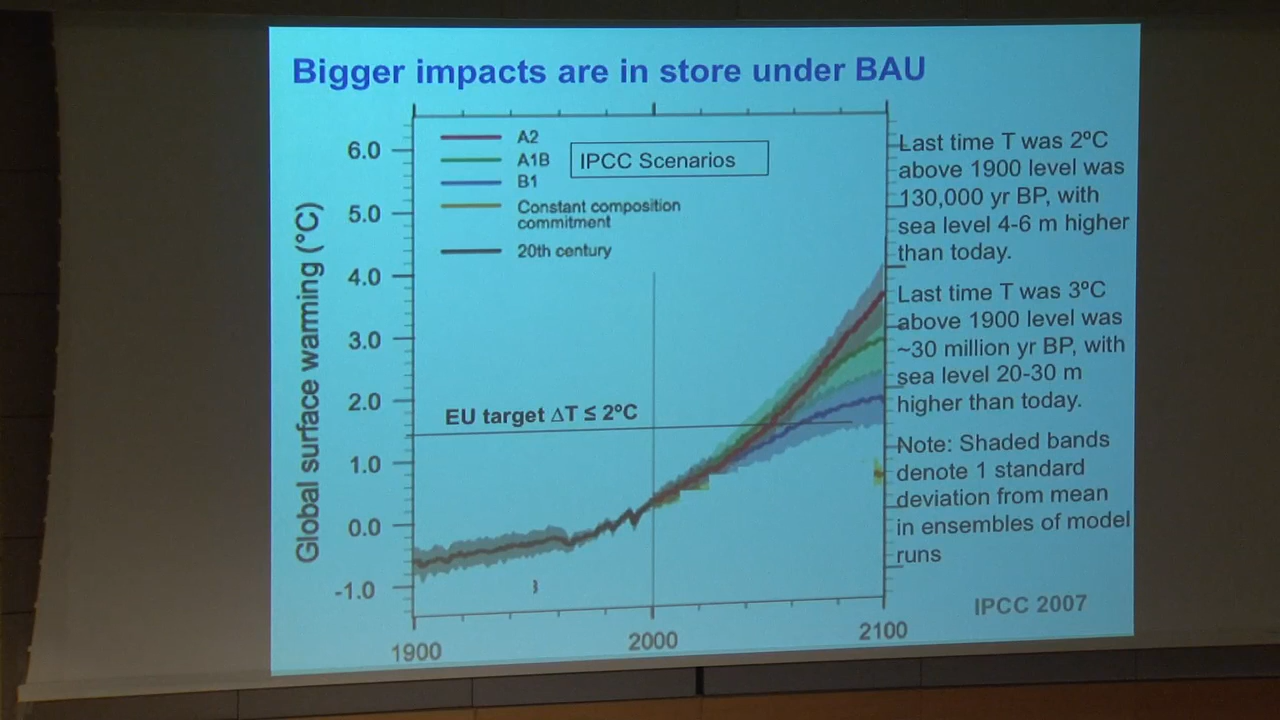 Bigger impacts are in store under BAU
A2
A1B
B1
Constant composition
commitment
20th century
IPCC Scenarios
Global surface warming (°C)
6.0
5.0
4.0
3.0
2.0
1.0
0.0
-1.0
EU target ΔT ≤ 2ºC
1900
2000
2100
Last time T was 2ºC
above 1900 level was
130,000 yr BP, with
sea level 4-6 m higher
than today.
Last time T was 3ºC
above 1900 level was
~30 million yr BP, with
sea level 20-30 m
higher than today.
Note: Shaded bands
denote 1 standard
deviation from mean
in ensembles of model
runs
IPCC 2007